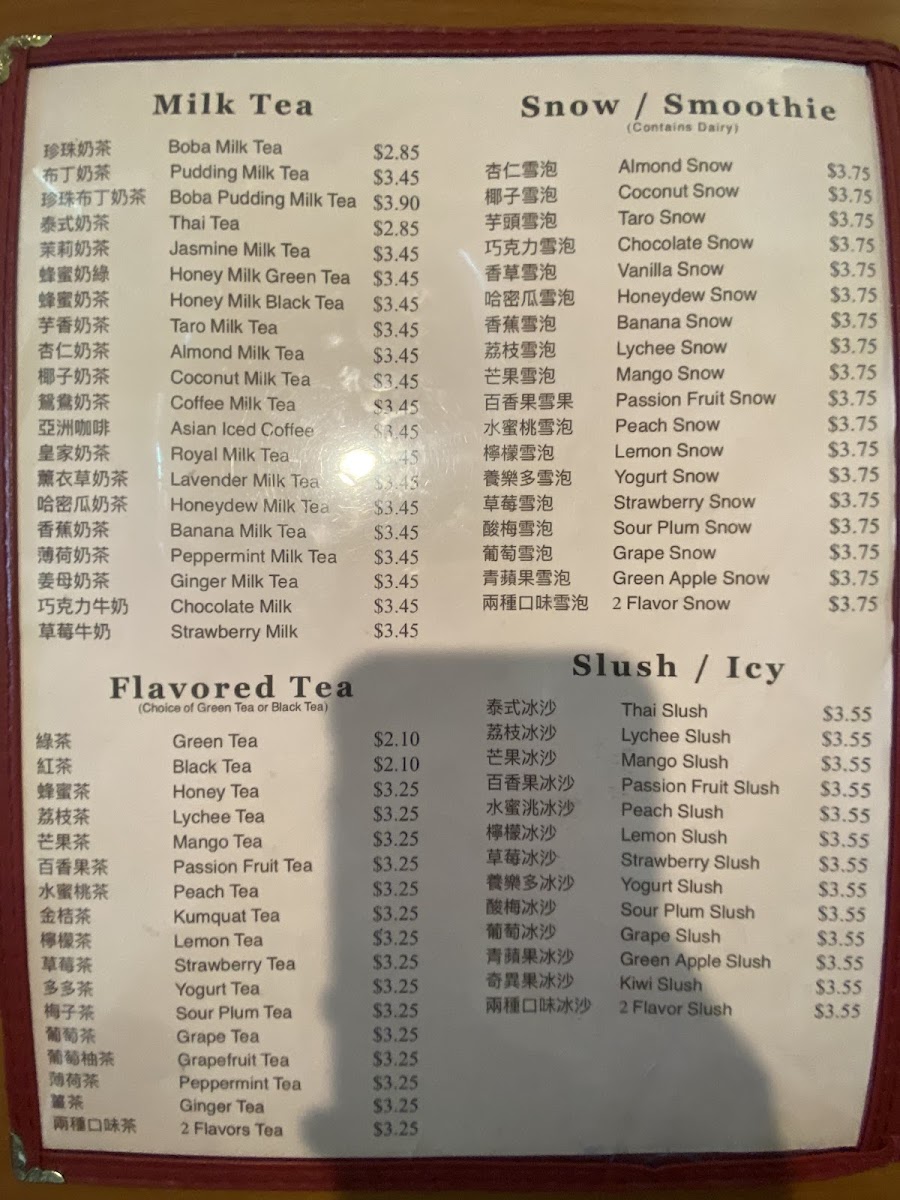 Milk Tea
珍珠奶茶 Boba Milk Tea $2.85
布丁奶茶 Pudding Milk Tea $3.45
珍珠布丁奶茶 Boba Pudding Milk Tea $3.90
泰式奶茶 Thai Tea $2.85
茉莉奶茶 Jasmine Milk Tea $3.45
蜂蜜奶綠 Honey Milk Green Tea $3.45
蜂蜜奶茶 Honey Milk Black Tea $3.45
芋香奶茶 Taro Milk Tea $3.45
杏仁奶茶 Almond Milk Tea $3.45
椰子奶茶 Coconut Milk Tea $3.45
鴛鴦奶茶 Coffee Milk Tea $3.45
亞洲咖啡 Asian Iced Coffee $3.45
皇家奶茶 Royal Milk Tea .45
薰衣草奶茶 Lavender Milk Tea $3.45
哈密瓜奶茶 Honeydew Milk Tea $3.45
香蕉奶茶 Banana Milk Tea $3.45
薄荷奶茶 Peppermint Milk Tea $3.45
姜母奶茶 Ginger Milk Tea $3.45
巧克力牛奶 Chocolate Milk $3.45
草莓牛奶 Strawberry Milk $3.45
Flavored Tea
(Choice of Green Tea or Black Tea)
綠茶 Green Tea $2.10
紅茶 Black Tea $2.10
蜂蜜茶 Honey Tea $3.25
荔枝茶 Lychee Tea $3.25
芒果茶 Mango Tea $3.25
百香果茶 Passion Fruit Tea $3.25
水蜜桃茶 Peach Tea $3.25
金桔茶 Kumquat Tea $3.25
檸檬茶 Lemon Tea $3.25
草莓茶 Strawberry Tea $3.25
多多茶 Yogurt Tea $3.25
梅子茶 Sour Plum Tea $3.25
葡萄茶 Grape Tea $3.25
葡萄柚茶 Grapefruit Tea $3.25
薄荷茶 Peppermint Tea $3.25
薑茶 Ginger Tea $3.25
兩種口味茶 2 Flavors Tea $3.25
Snow / Smoothie
(Contains Dairy)
杏仁雪泡 Almond Snow $3.75
椰子雪泡 Coconut Snow $3.75
芋頭雪泡 Taro Snow $3.75
巧克力雪泡 Chocolate Snow $3.75
香草雪泡 Vanilla Snow $3.75
哈密瓜雪泡 Honeydew Snow $3.75
香蕉雪泡 Banana Snow $3.75
荔枝雪泡 Lychee Snow $3.75
芒果雪泡 Mango Snow $3.75
百香果雪果 Passion Fruit Snow $3.75
水蜜桃雪泡 Peach Snow $3.75
檸檬雪泡 Lemon Snow $3.75
養樂多雪泡 Yogurt Snow $3.75
草莓雪泡 Strawberry Snow $3.75
酸梅雪泡 Sour Plum Snow $3.75
葡萄雪泡 Grape Snow $3.75
青蘋果雪泡 Green Apple Snow $3.75
兩種口味雪泡 2 Flavor Snow $3.75
Slush / Icy
泰式冰沙 Thai Slush $3.55
荔枝冰沙 Lychee Slush $3.55
芒果冰沙 Mango Slush $3.55
百香果冰沙 Passion Fruit Slush $3.55
水蜜洮冰沙 Peach Slush $3.55
檸檬冰沙 Lemon Slush $3.55
草莓冰沙 Strawberry Slush $3.55
養樂多冰沙 Yogurt Slush $3.55
酸梅冰沙 Sour Plum Slush $3.55
葡萄冰沙 Grape Slush $3.55
青蘋果冰沙 Green Apple Slush $3.55
奇異果冰沙 Kiwi Slush $3.55
兩種口味冰沙 2 Flavor Slush $3.55